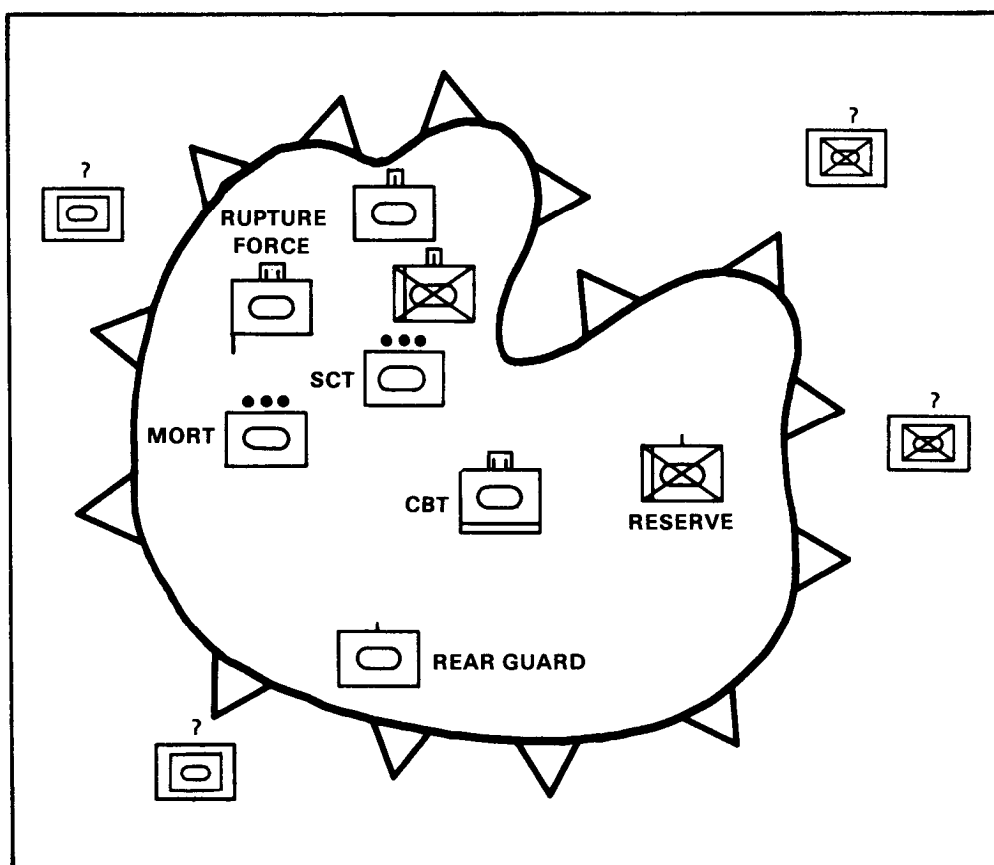 ?
?
RUPTURE
FORCE
SCT
MORT
?
CBT
RESERVE
REAR GUARD
?